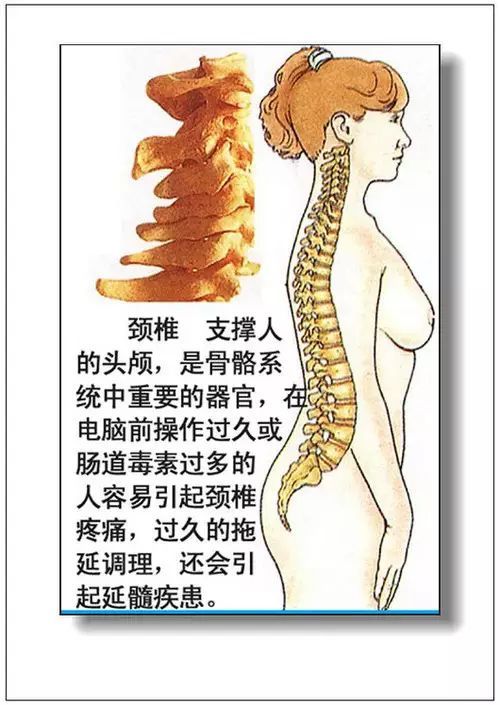 颈椎　支撑人
的头颅，是骨骼系
统中重要的器官，在
电脑前操作过久或
肠道毒素过多的
人容易引起颈椎
疼痛，过久的拖
延调理，还会引
起延髓疾患。